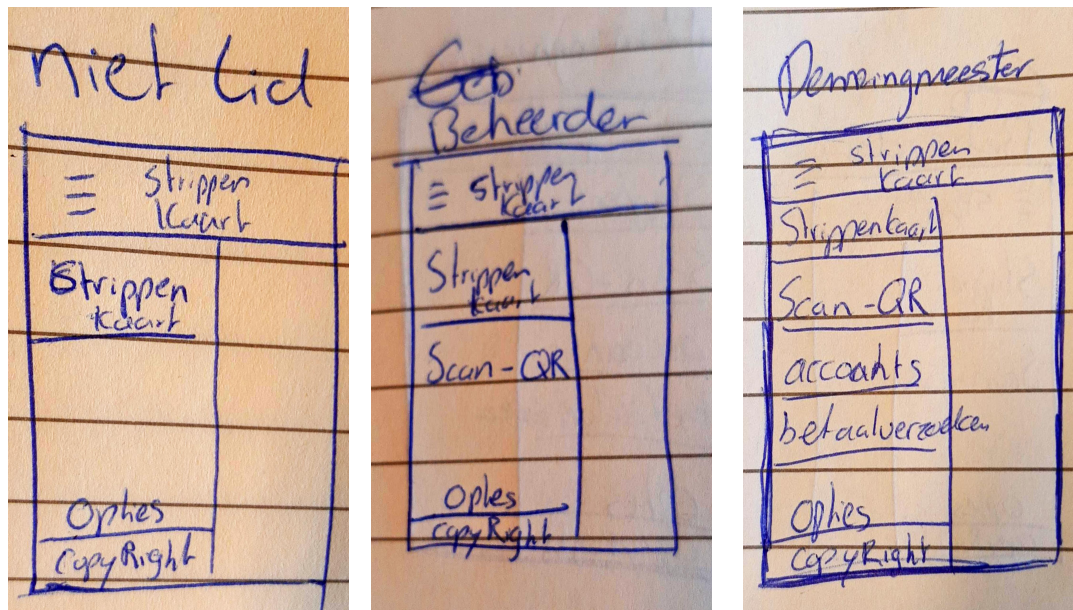 niet lid
☰ Strippen
kaart
Strippen
kaart
Opties
CopyRight
Beheerder
☰ Strippen
kaart
Strippen
kaart
Scan-QR
Opties
CopyRight
Penningmeester
☰ Strippen
kaart
Strippenkaart
Scan-QR
accounts
betaalverzoeken
Opties
CopyRight